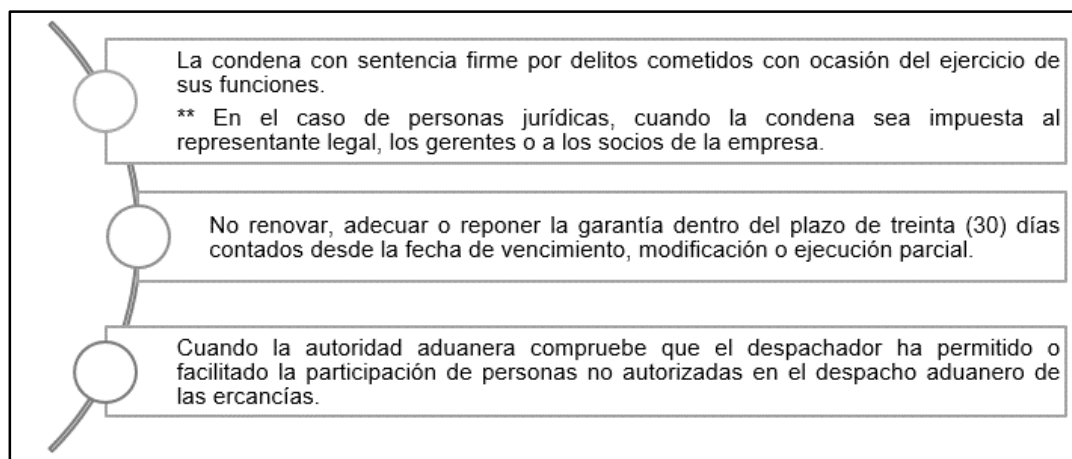 La condena con sentencia firme por delitos cometidos con ocasión del ejercicio de
sus funciones.
** En el caso de personas jurídicas, cuando la condena sea impuesta al
representante legal, los gerentes o a los socios de la empresa.
No renovar, adecuar o reponer la garantía dentro del plazo de treinta (30) días
contados desde la fecha de vencimiento, modificación o ejecución parcial.
Cuando la autoridad aduanera compruebe que el despachador ha permitido o
facilitado la participación de personas no autorizadas en el despacho aduanero de
las ercancías.